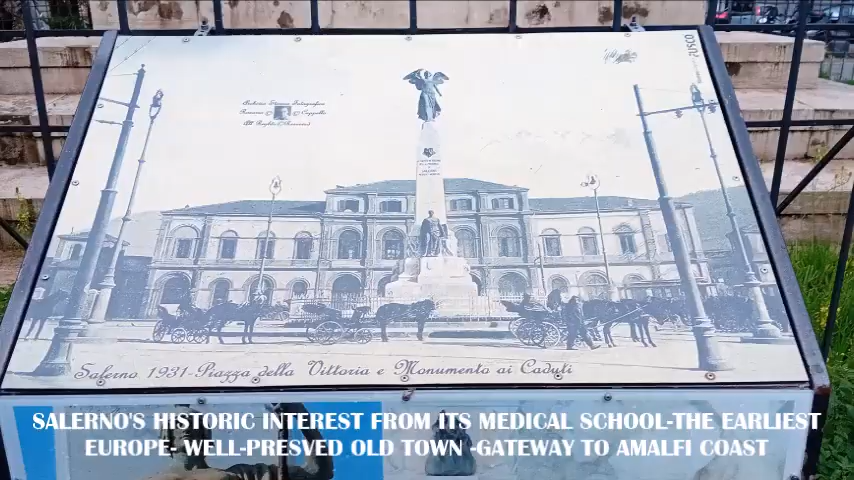 FUSCO
Salerno 1931 - Piazza della Vittoria e Monumento ai Caduti
SALERNO'S HISTORIC INTEREST FROM ITS MEDICAL SCHOOL-THE EARLIEST
EUROPE- WELL-PRESVED OLD TOWN -GATEWAY TO AMALFI COAST